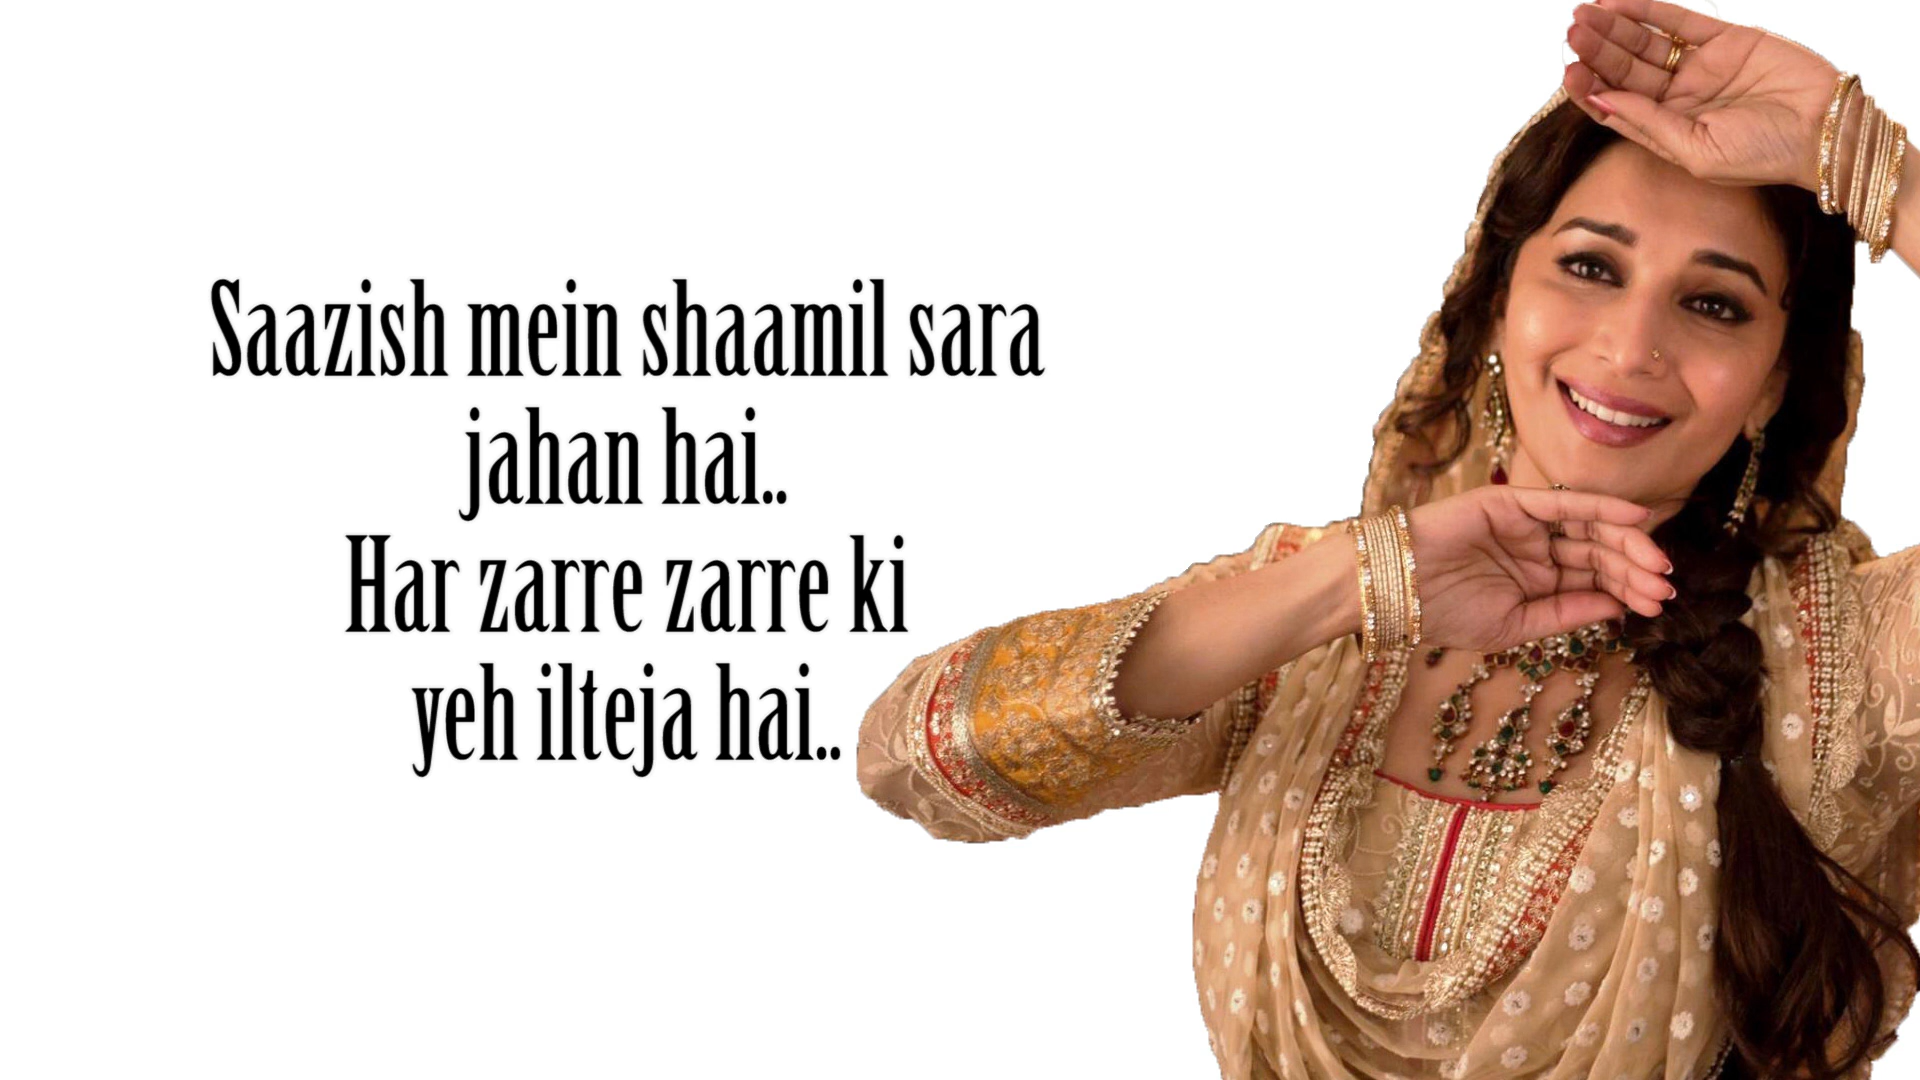 Saazish mein shaamil sara
jahan hai..
Har zarre zarre ki
yeh ilteja hai..